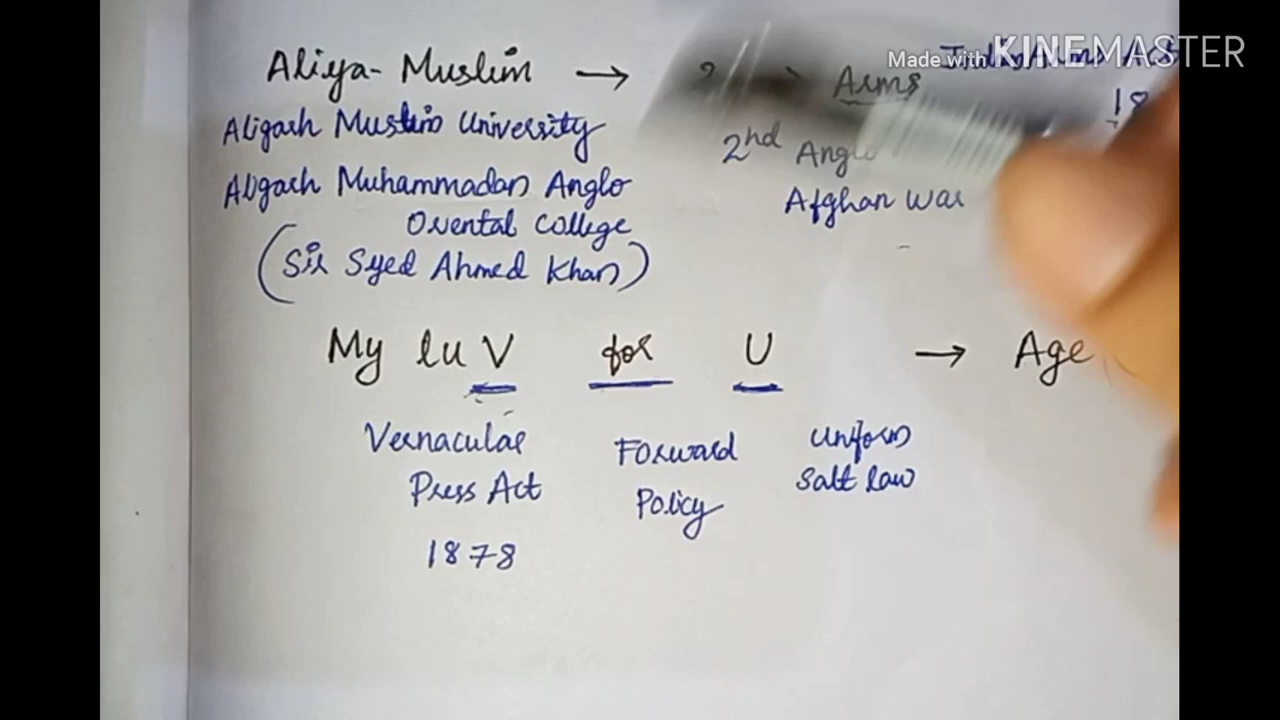 Made with KINEMASTER
Aliya - Muslim → 2 Arms
Aligarh Muslim University
2nd Anglo
Afghan war
Aligarh Muhammadan Anglo
Oriental College
(Sir Syed Ahmed Khan)
My luV for U → Age
Vernacular
Press Act
1878
Forward
Policy
Uniform
Salt law